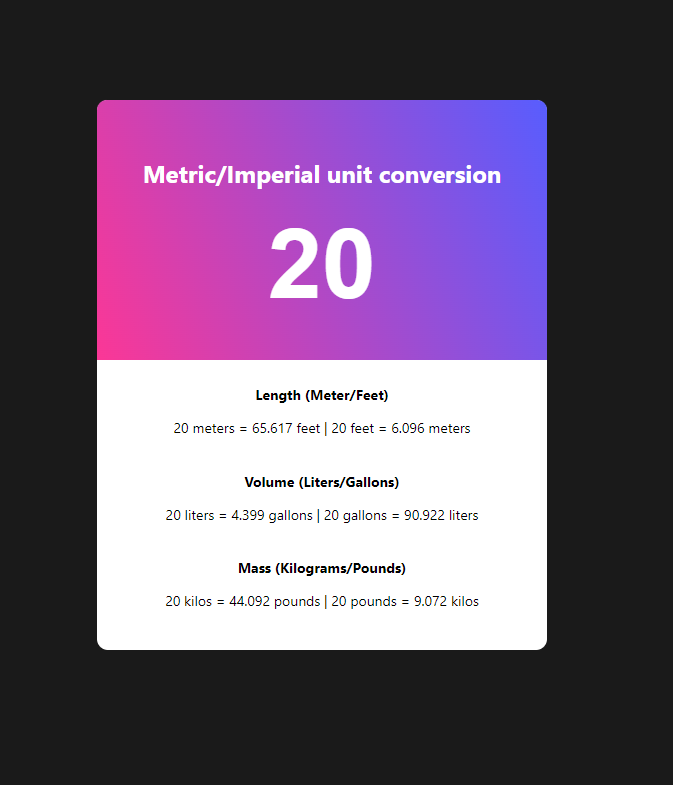 Metric/Imperial unit conversion
20
Length (Meter/Feet)
20 meters = 65.617 feet | 20 feet = 6.096 meters
Volume (Liters/Gallons)
20 liters = 4.399 gallons | 20 gallons = 90.922 liters
Mass (Kilograms/Pounds)
20 kilos = 44.092 pounds | 20 pounds = 9.072 kilos